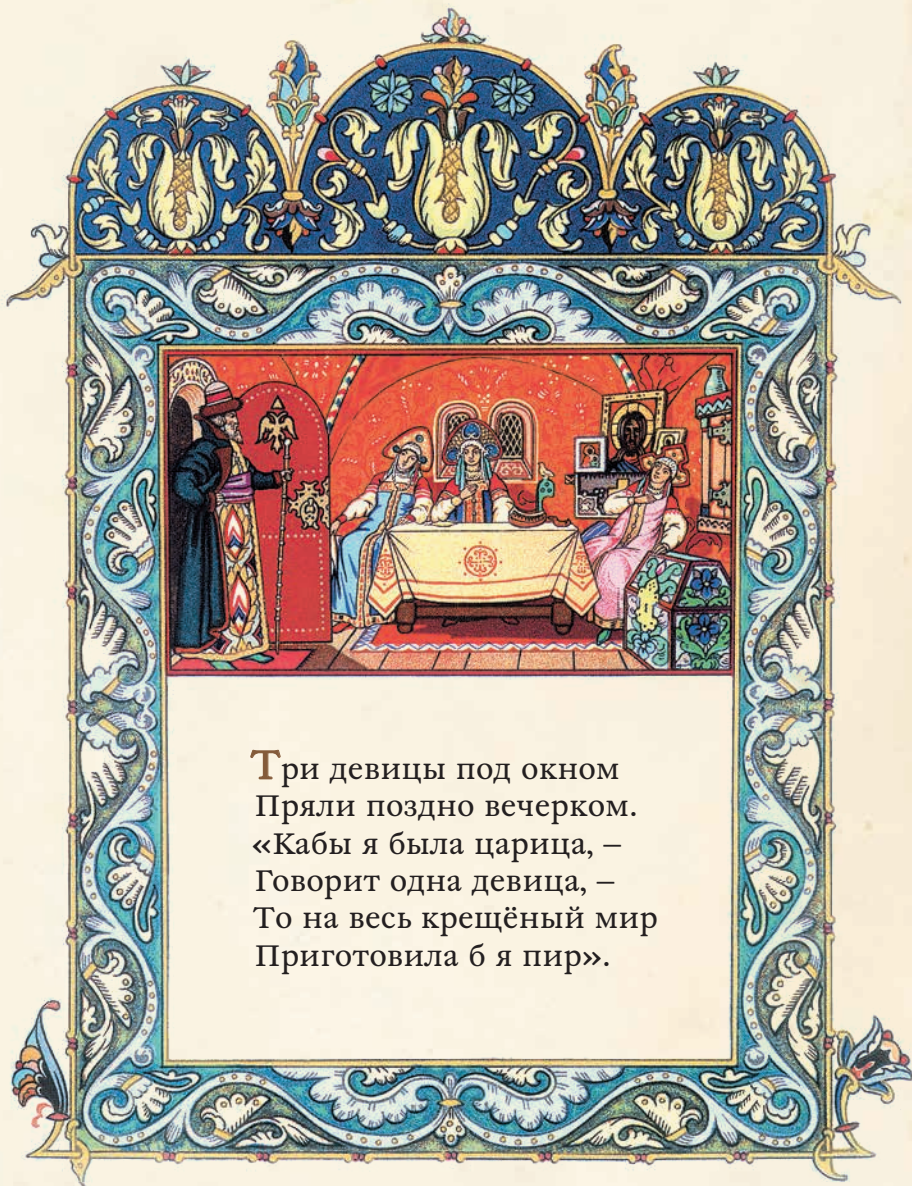 Три девицы под окном
Пряли поздно вечерком.
«Кабы я была царица, –
Говорит одна девица, –
То на весь крещёный мир
Приготовила б я пир».